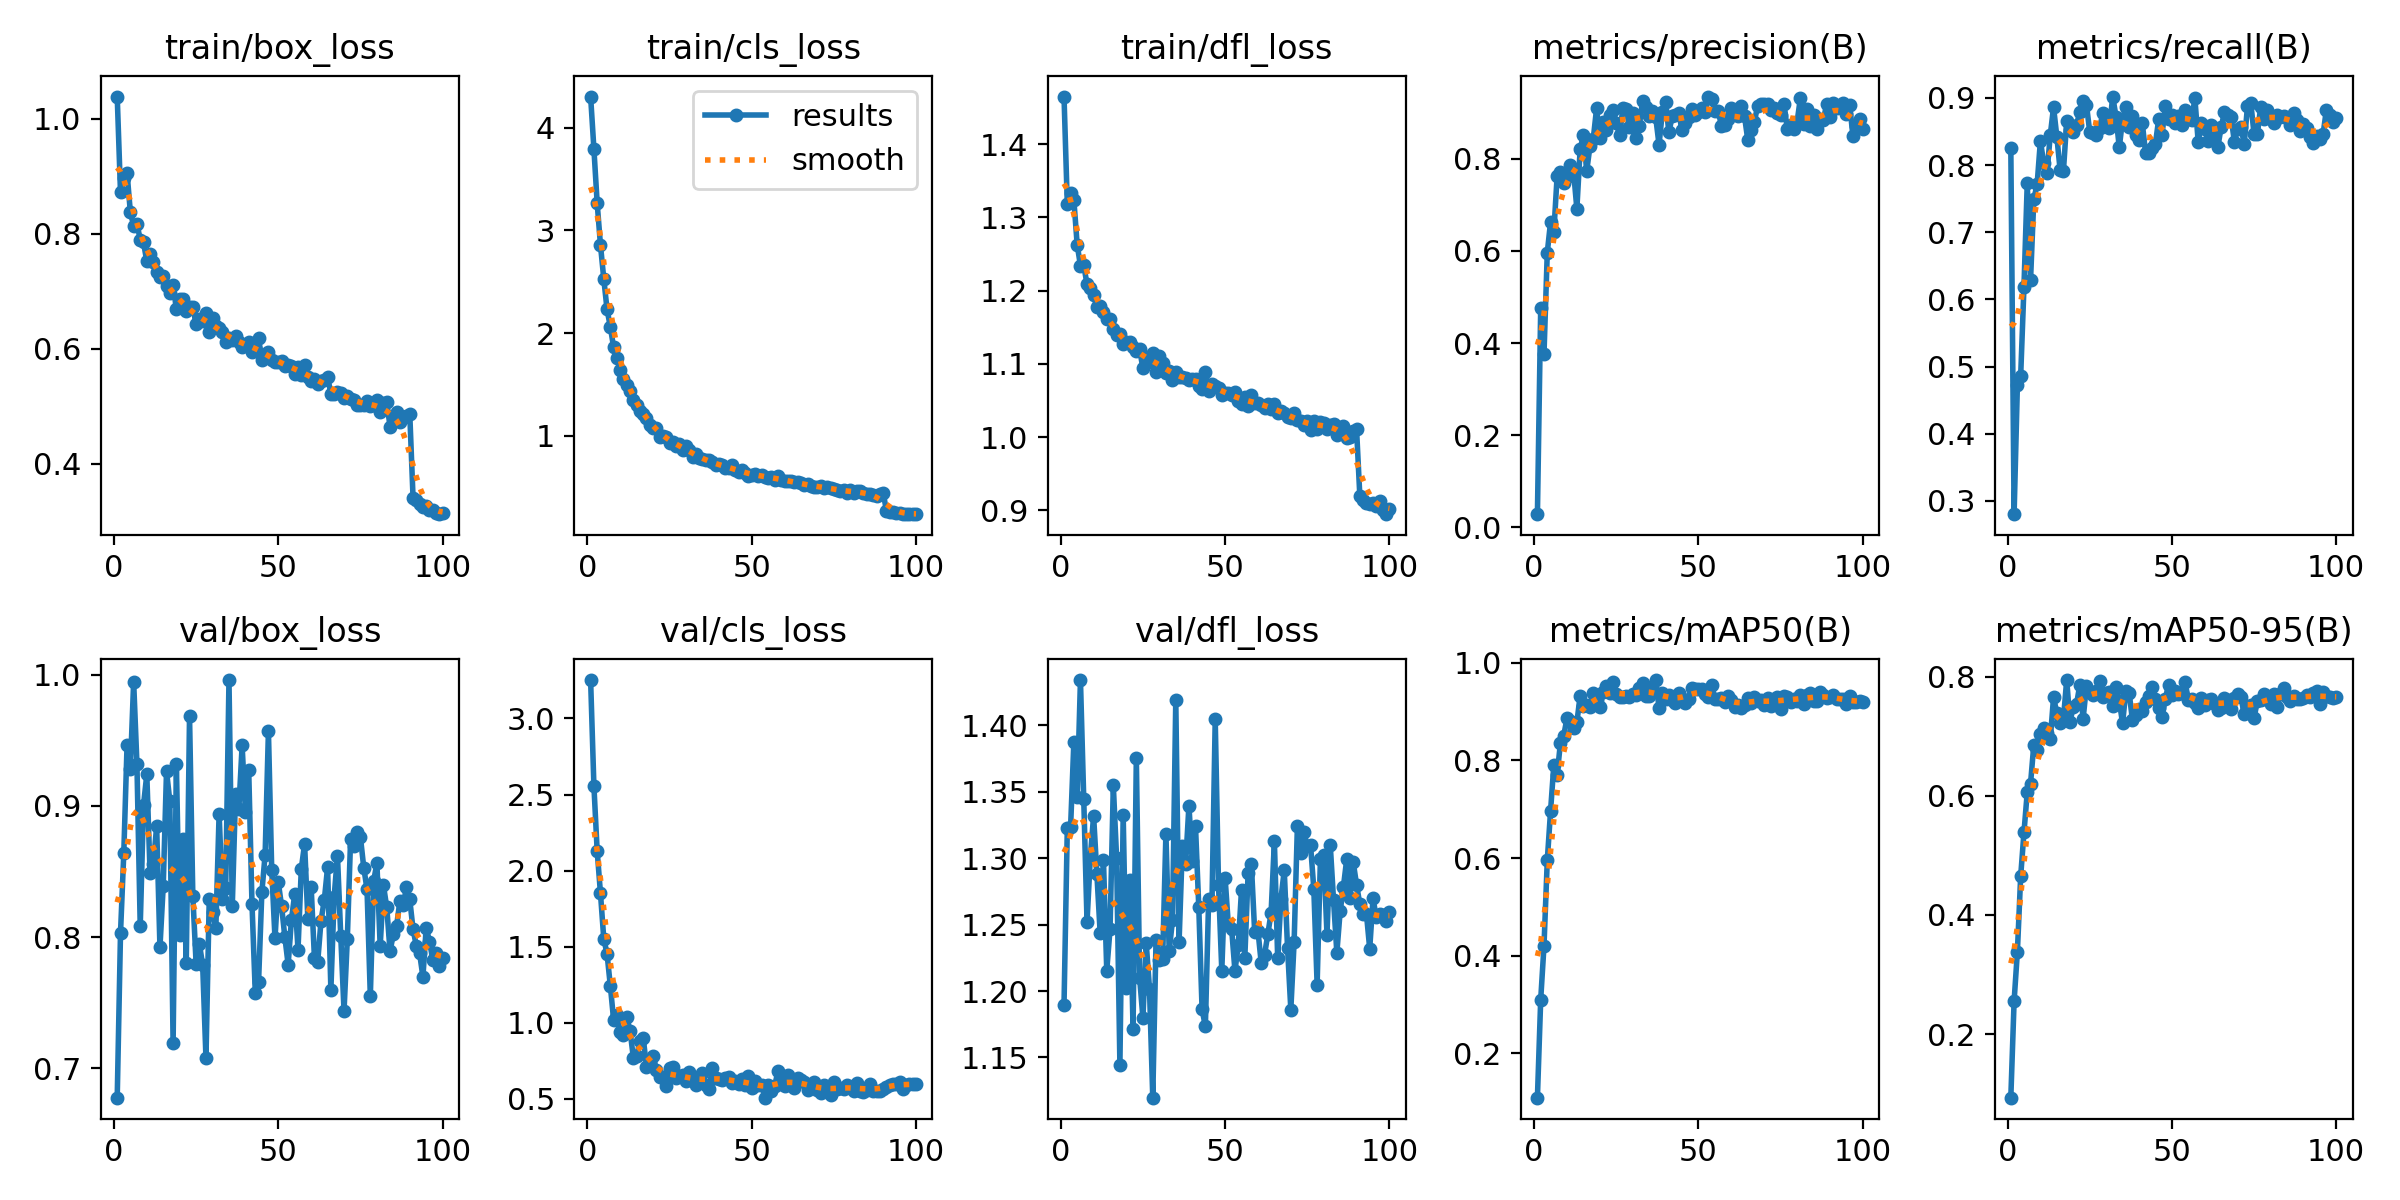 train/box_loss
1.0
0.8
0.6
0.4
0 50 100
train/cls_loss
results
smooth
4
3
2
1
0 50 100
train/dfl_loss
1.4
1.3
1.2
1.1
1.0
0.9
0 50 100
metrics/precision(B)
0.8
0.6
0.4
0.2
0.0
0 50 100
metrics/recall(B)
0.9
0.8
0.7
0.6
0.5
0.4
0.3
0 50 100
val/box_loss
1.0
0.9
0.8
0.7
0 50 100
val/cls_loss
3.0
2.5
2.0
1.5
1.0
0.5
0 50 100
val/dfl_loss
1.40
1.35
1.30
1.25
1.20
1.15
0 50 100
metrics/mAP50(B)
1.0
0.8
0.6
0.4
0.2
0 50 100
metrics/mAP50-95(B)
0.8
0.6
0.4
0.2
0 50 100